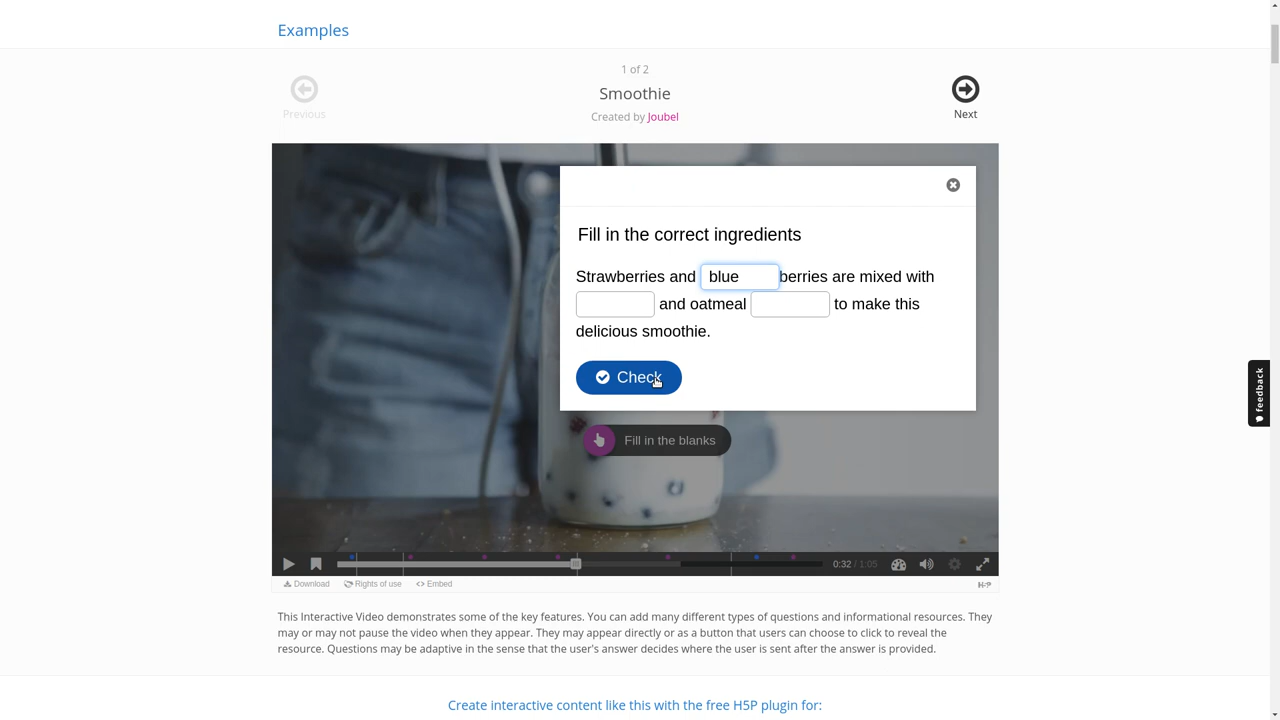 Examples
1 of 2
Smoothie
Created by Joubel
Previous
Next
Fill in the correct ingredients
Strawberries and blue berries are mixed with
and oatmeal to make this
delicious smoothie.
Check
Fill in the blanks
feedback
0:32 / 1:05
Download Rights of use Embed
H-P
This Interactive Video demonstrates some of the key features. You can add many different types of questions and informational resources. They
may or may not pause the video when they appear. They may appear directly or as a button that users can choose to click to reveal the
resource. Questions may be adaptive in the sense that the user's answer decides where the user is sent after the answer is provided.
Create interactive content like this with the free H5P plugin for: